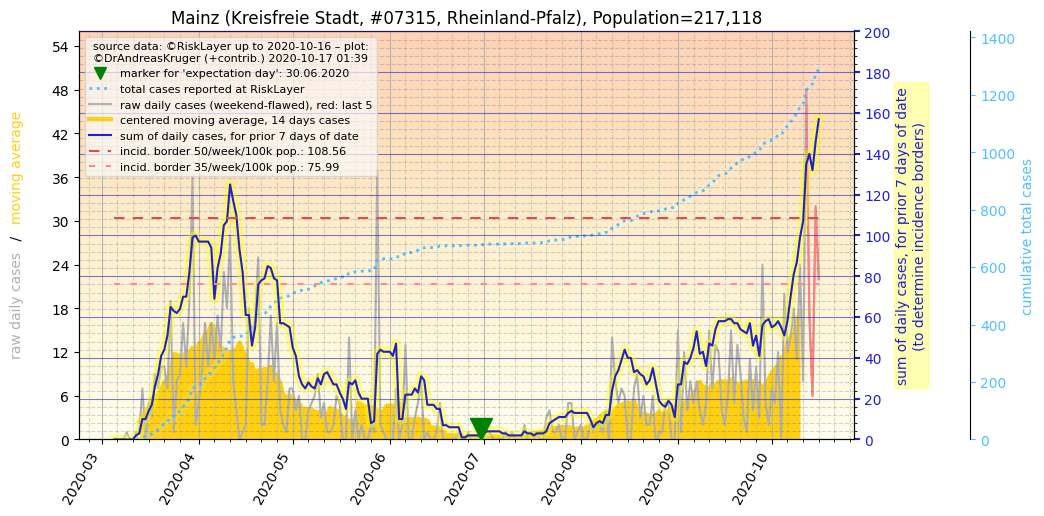 Mainz (Kreisfreie Stadt, #07315, Rheinland-Pfalz), Population=217,118
source data: ©RiskLayer up to 2020-10-16 – plot:
©DrAndreasKruger (+contrib.) 2020-10-17 01:39
marker for 'expectation day': 30.06.2020
total cases reported at RiskLayer
raw daily cases (weekend-flawed), red: last 5
centered moving average, 14 days cases
sum of daily cases, for prior 7 days of date
incid. border 50/week/100k pop.: 108.56
incid. border 35/week/100k pop.: 75.99
raw daily cases / moving average
54
48
42
36
30
24
18
12
6
0
2020-03
2020-04
2020-05
2020-06
2020-07
2020-08
2020-09
2020-10
200
180
160
140
120
100
80
60
40
20
0
sum of daily cases, for prior 7 days of date
(to determine incidence borders)
1400
1200
1000
800
600
400
200
0
cumulative total cases